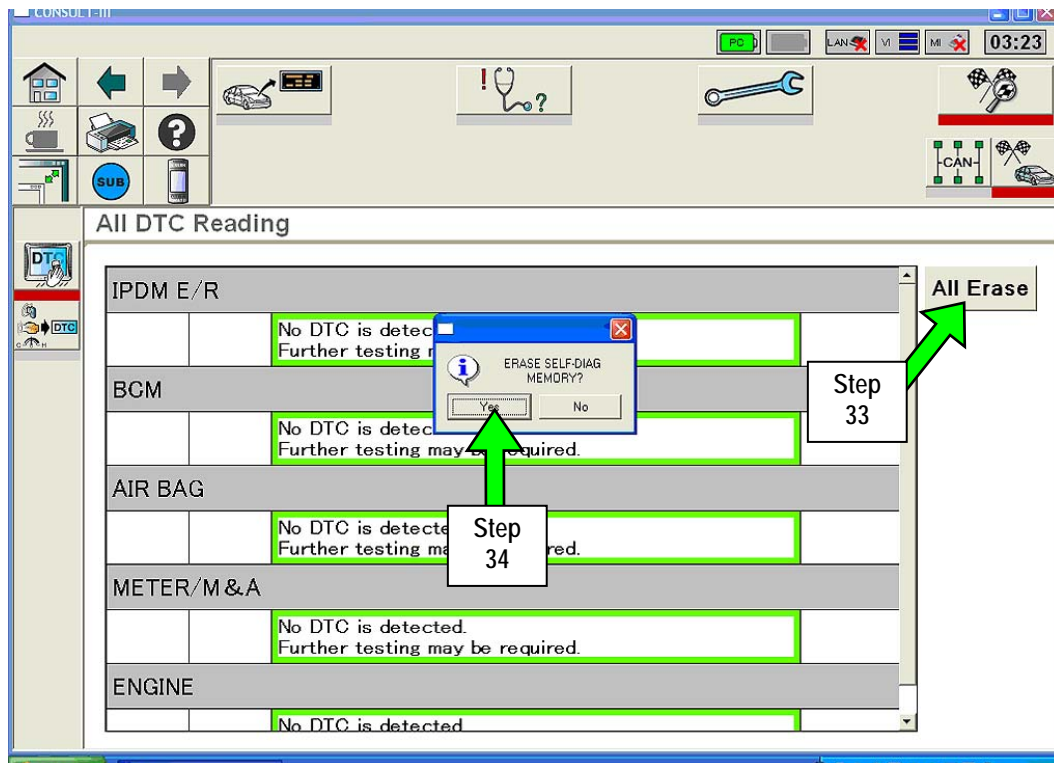 CONSULT-III
PC
LAN
VI
MI
03:23
!
?
?
CAN
SUB
All DTC Reading
DTC
DTC
C H
All Erase
IPDM E/R
No DTC is detec
Further testing
BCM
No DTC is detec
Further testing may be required.
AIR BAG
No DTC is detecte
Further testing ma red.
METER/M&A
No DTC is detected.
Further testing may be required.
ENGINE
No DTC is detected
ERASE SELF-DIAG
MEMORY?
Yes
No
Step
33
Step
34